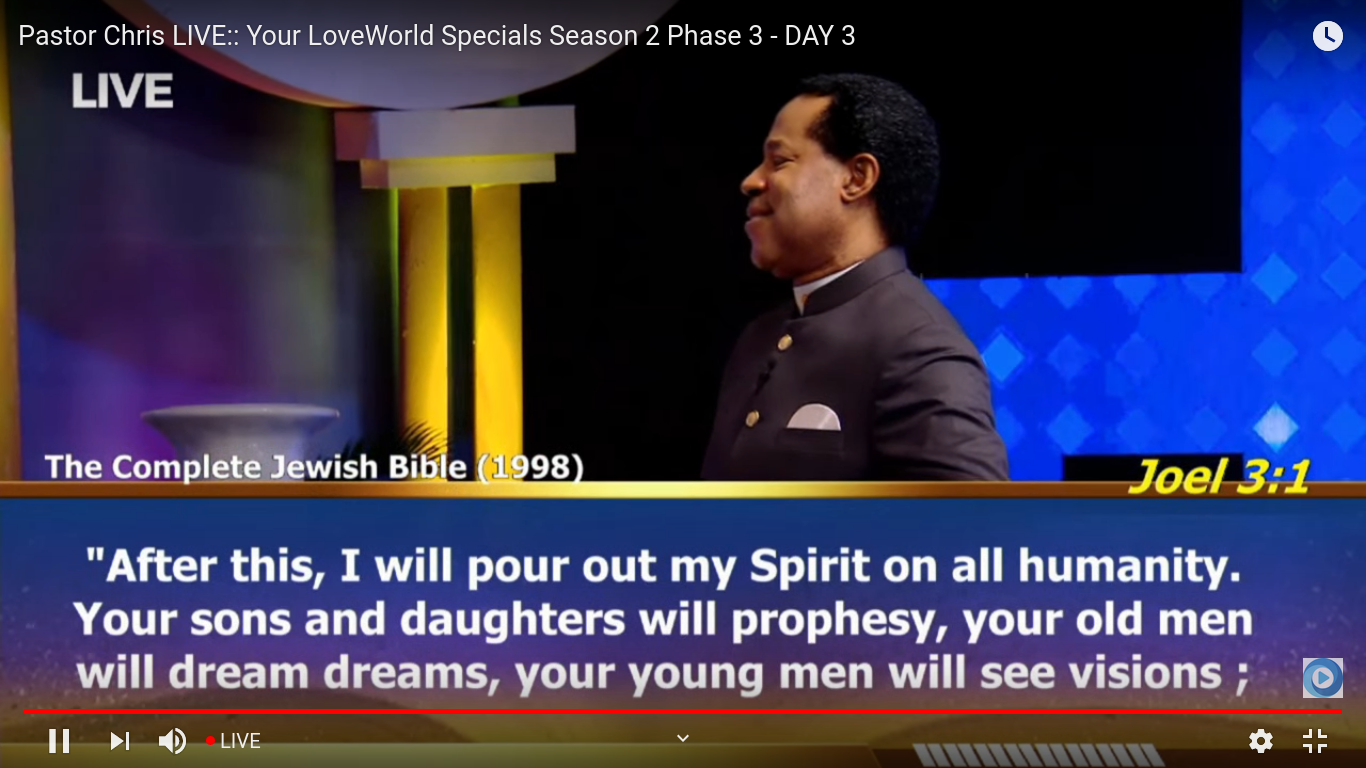 Pastor Chris LIVE:: Your LoveWorld Specials Season 2 Phase 3 - DAY 3
LIVE
The Complete Jewish Bible (1998)
Joel 3:1
"After this, I will pour out my Spirit on all humanity.
Your sons and daughters will prophesy, your old men
will dream dreams, your young men will see visions ;
LIVE